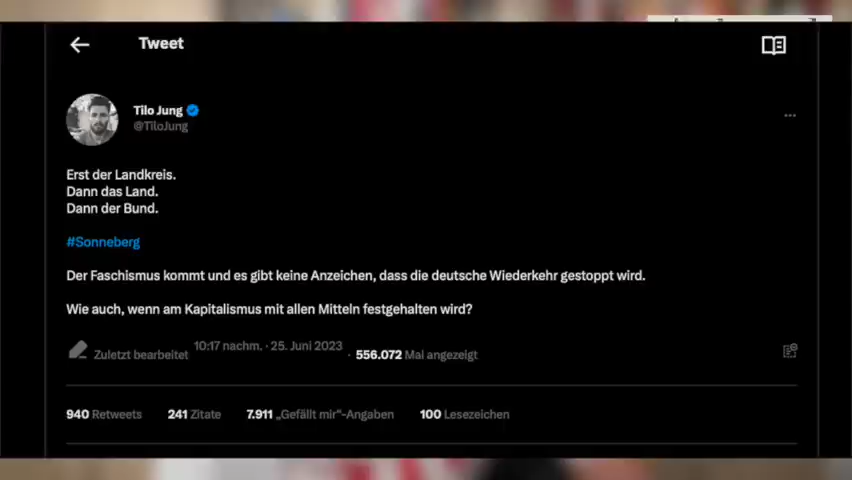 Tweet
Tilo Jung
@TiloJung
Erst der Landkreis.
Dann das Land.
Dann der Bund.
#Sonneberg
Der Faschismus kommt und es gibt keine Anzeichen, dass die deutsche Wiederkehr gestoppt wird.
Wie auch, wenn am Kapitalismus mit allen Mitteln festgehalten wird?
Zuletzt bearbeitet 10:17 nachm. · 25. Juni 2023 · 556.072 Mal angezeigt
940 Retweets 241 Zitate 7.911 „Gefällt mir“-Angaben 100 Lesezeichen